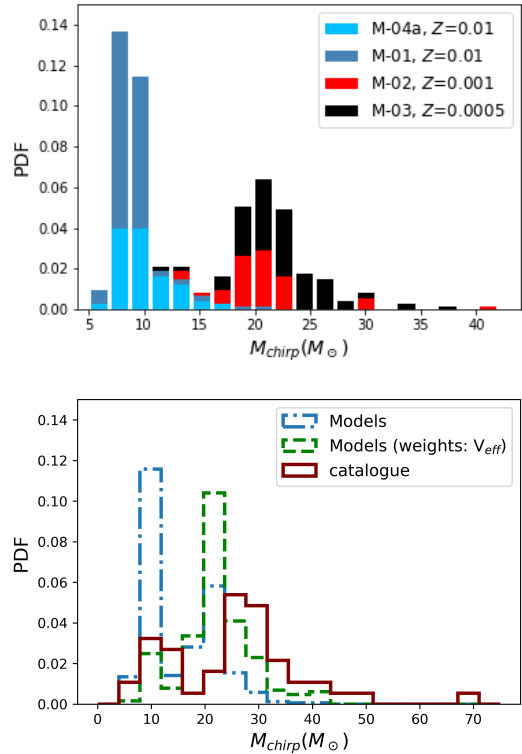 0.14
0.12
0.10
0.08
0.06
0.04
0.02
0.00
PDF
M-04a, Z=0.01
M-01, Z=0.01
M-02, Z=0.001
M-03, Z=0.0005
5 10 15 20 25 30 35 40
M_chirp(M_⊙)
0.14
0.12
0.10
0.08
0.06
0.04
0.02
0.00
PDF
Models
Models (weights: V_eff)
catalogue
0 10 20 30 40 50 60 70
M_chirp(M_⊙)